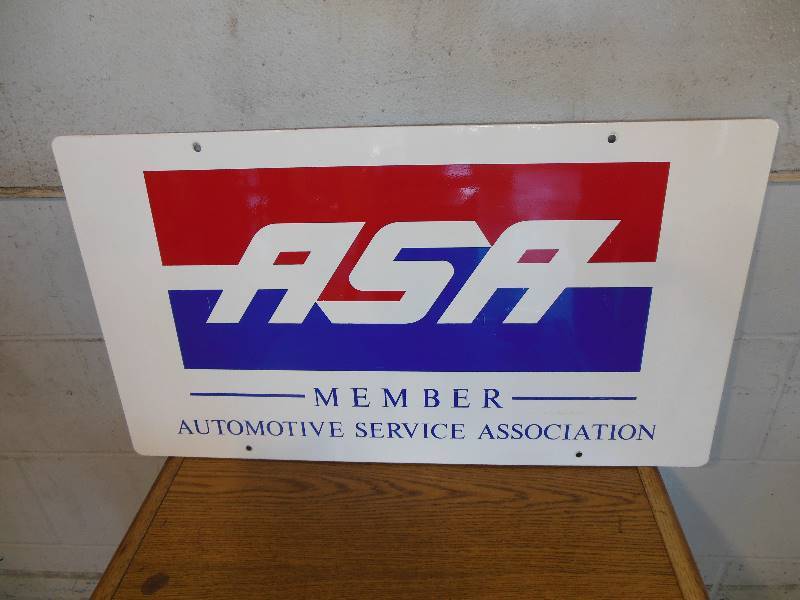 ASA
MEMBER
AUTOMOTIVE SERVICE ASSOCIATION